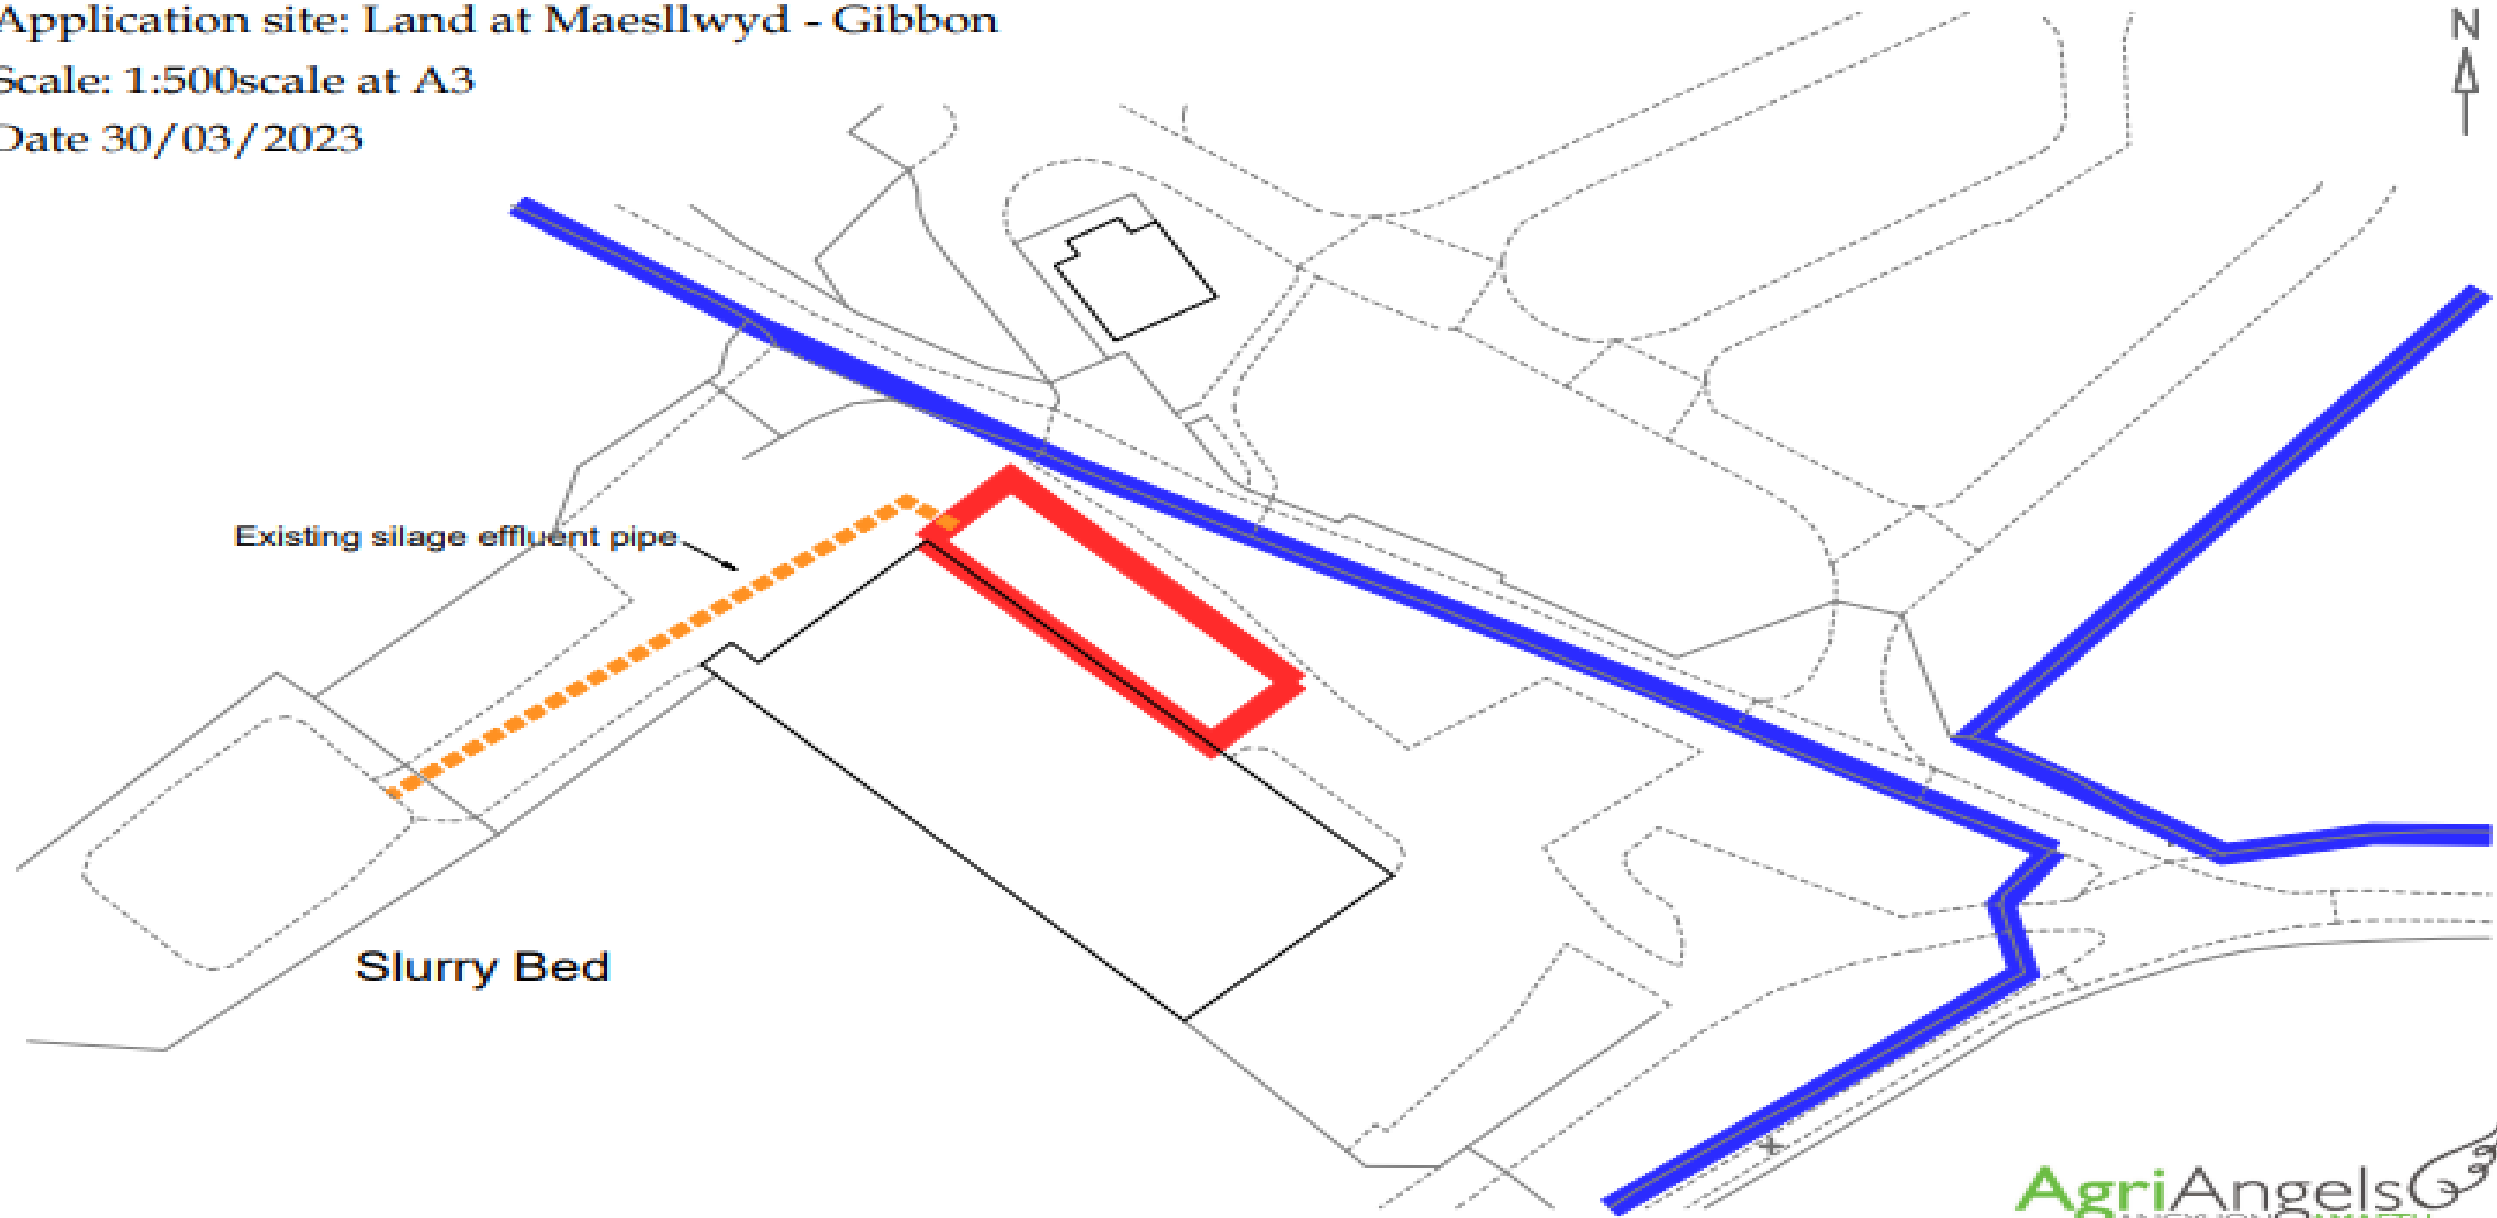 Application site: Land at Maesllwyd - Gibbon
Scale: 1:500scale at A3
Date 30/03/2023
N
Existing silage effluent pipe
Slurry Bed
AgriAngels